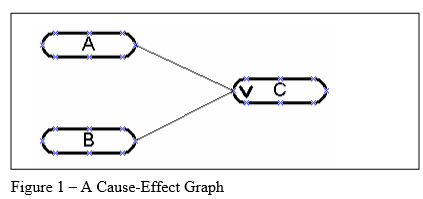 A
V C
B
Figure 1 – A Cause-Effect Graph